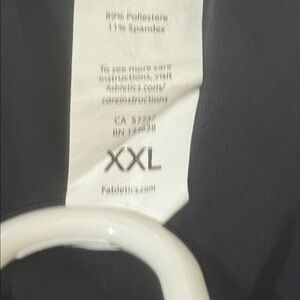 89% Poliestere
11% Spandex
To see more care
instructions, visit
fabletics.com/
careinstructions
CA
RN
XXL
Fabletics.com